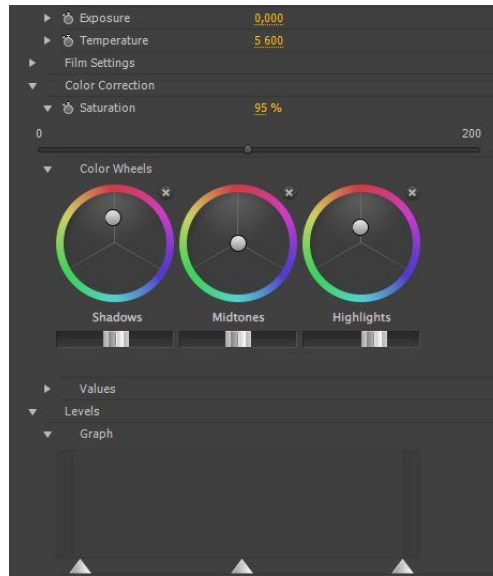 Exposure 0,000
Temperature 5 600
Film Settings
Color Correction
Saturation 95 %
0 200
Color Wheels
Shadows Midtones Highlights
Values
Levels
Graph